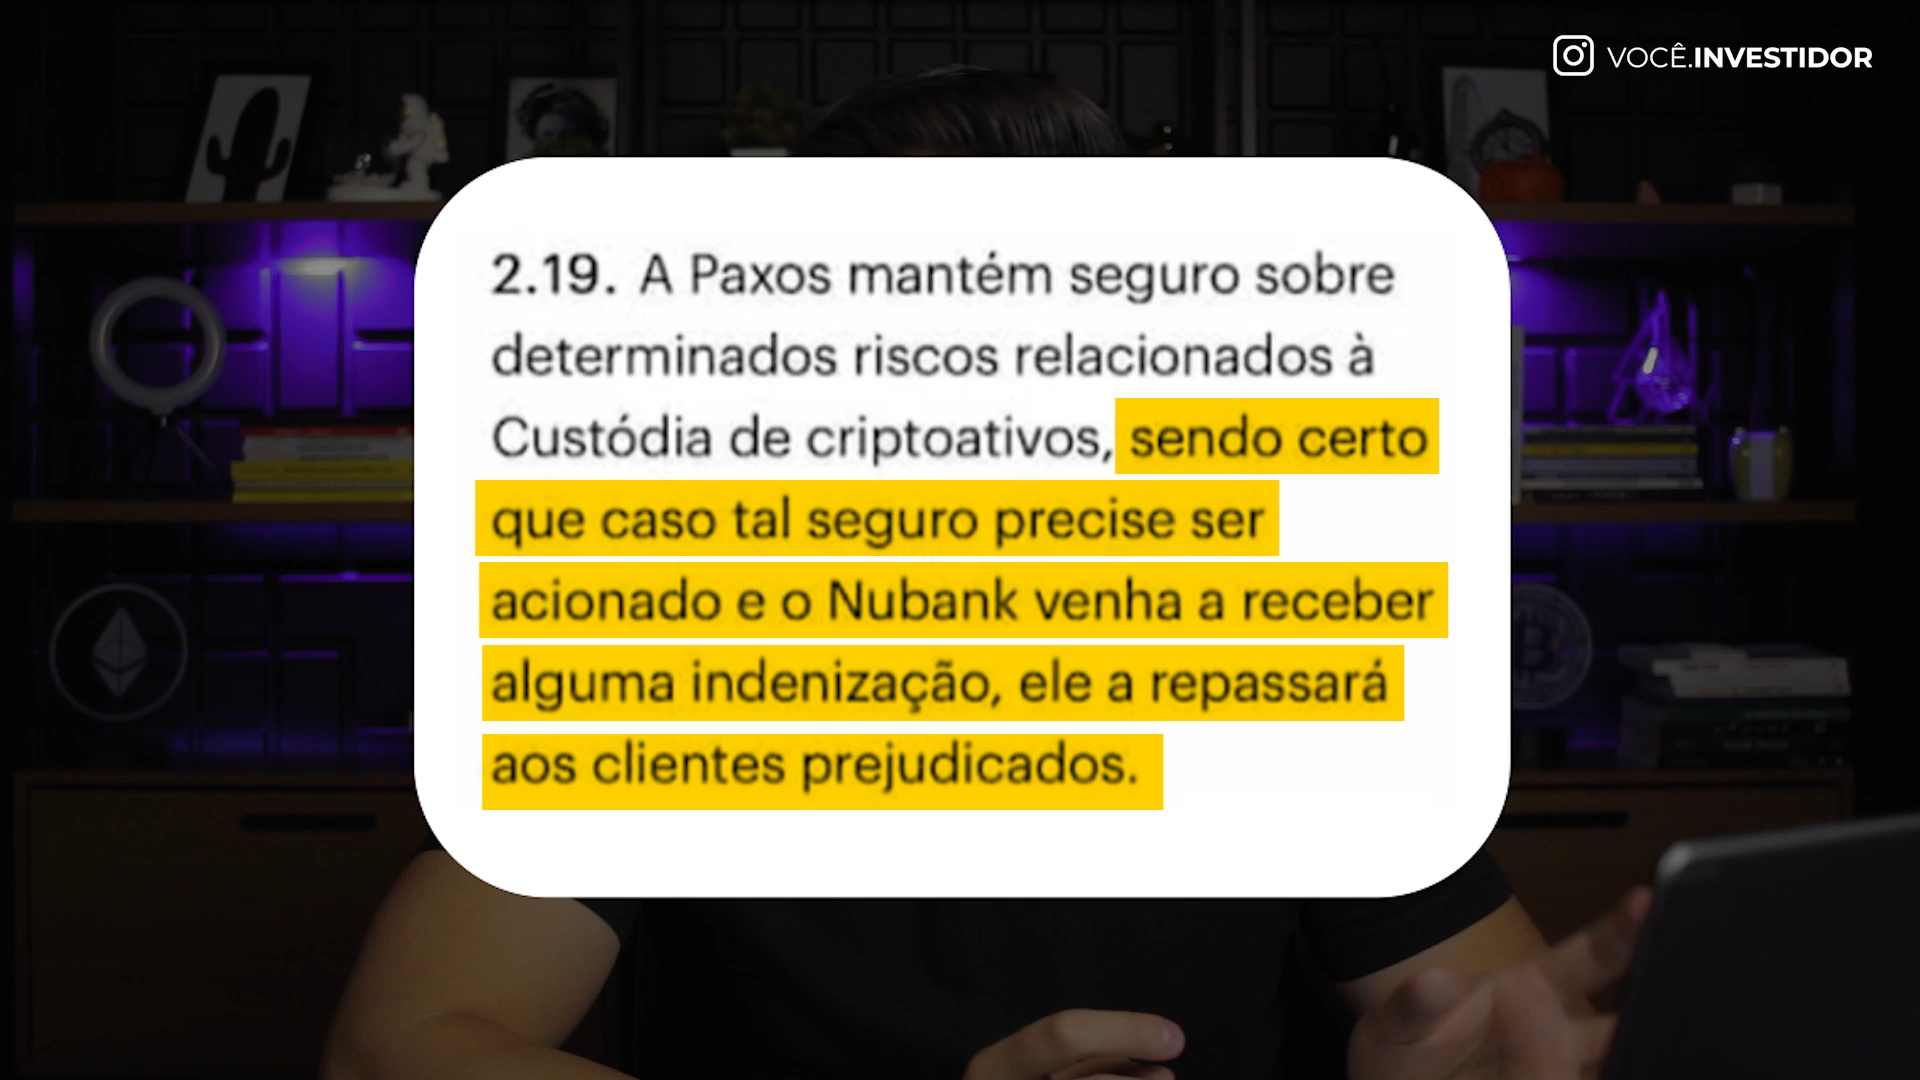 VOCÊ.INVESTIDOR
2.19. A Paxos mantém seguro sobre
determinados riscos relacionados à
Custódia de criptoativos, sendo certo
que caso tal seguro precise ser
acionado e o Nubank venha a receber
alguma indenização, ele a repassará
aos clientes prejudicados.